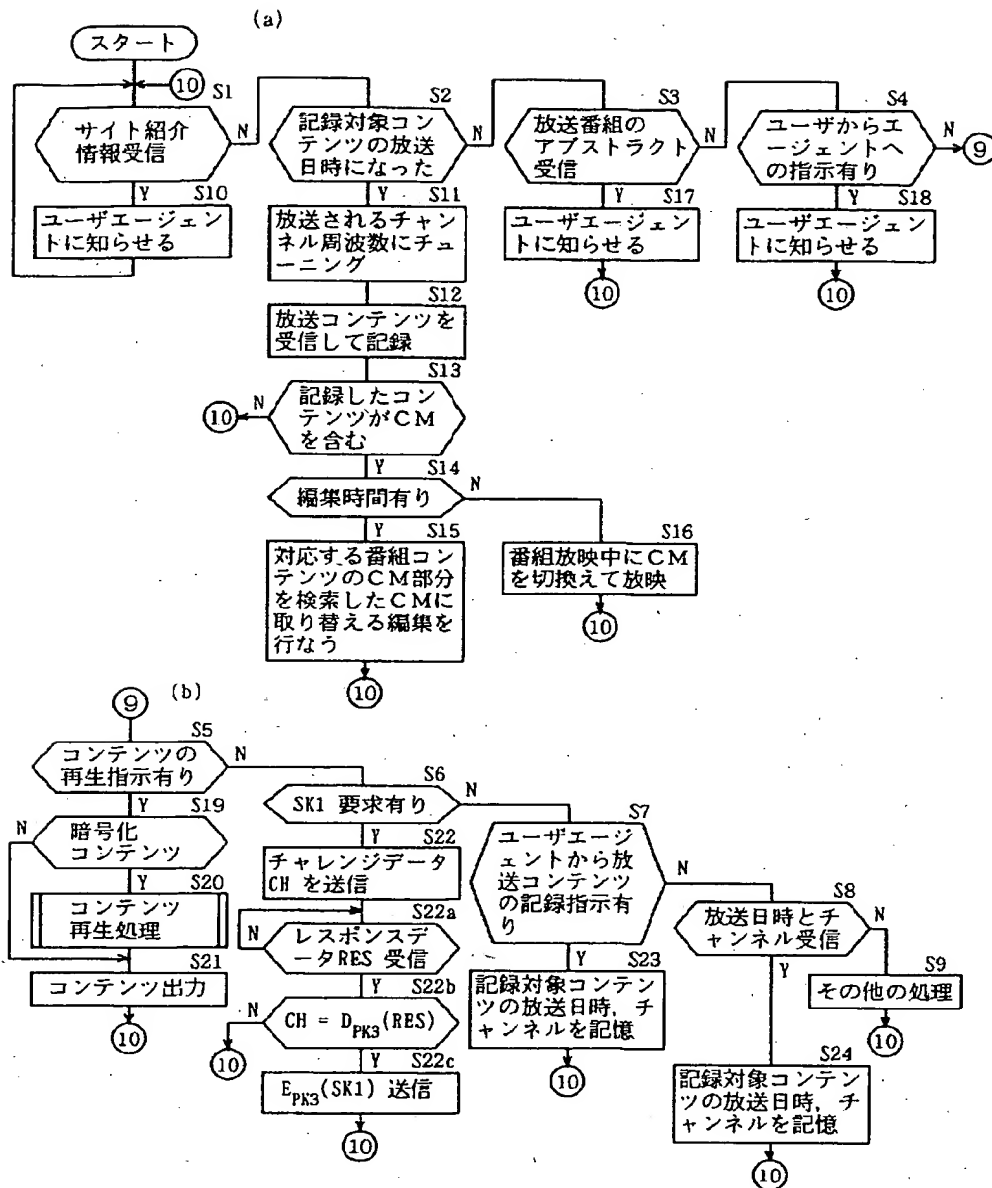 (a)
スタート
10
S1
サイト紹介
情報受信
N
Y
S10
ユーザエージェ
ントに知らせる
S2
記録対象コン
テンツの放送
日時になった
N
Y
S11
放送されるチャン
ネル周波数にチュ
ーニング
S12
放送コンテンツを
受信して記録
S13
記録したコン
テンツがCM
を含む
N
10
Y
S14
編集時間有り
N
Y
S15
対応する番組コン
テンツのCM部分
を検索したCMに
取り替える編集を
行なう
10
S16
番組放映中にCM
を切換えて放映
10
S3
放送番組の
アブストラクト
受信
N
Y
S17
ユーザエージェ
ントに知らせる
10
S4
ユーザからエ
ージェントへ
の指示有り
N
9
Y
S18
ユーザエージェ
ントに知らせる
10
(b)
9
S5
コンテンツの
再生指示有り
N
Y
S19
暗号化
コンテンツ
N
Y
S20
コンテンツ
再生処理
S21
コンテンツ出力
10
S6
SK1 要求有り
N
Y
S22
チャレンジデータ
CH を送信
S22a
レスポンスデ
ータRES 受信
N
Y
S22b
CH = D_PK3(RES)
N
10
Y
S22c
E_PK3(SK1) 送信
10
S7
ユーザエージ
ェントから放
送コンテンツ
の記録指示有
り
N
Y
S23
記録対象コンテン
ツの放送日時，チ
ャンネルを記憶
10
S8
放送日時とチ
ャンネル受信
N
Y
S9
その他の処理
10
S24
記録対象コンテン
ツの放送日時，チ
ャンネルを記憶
10